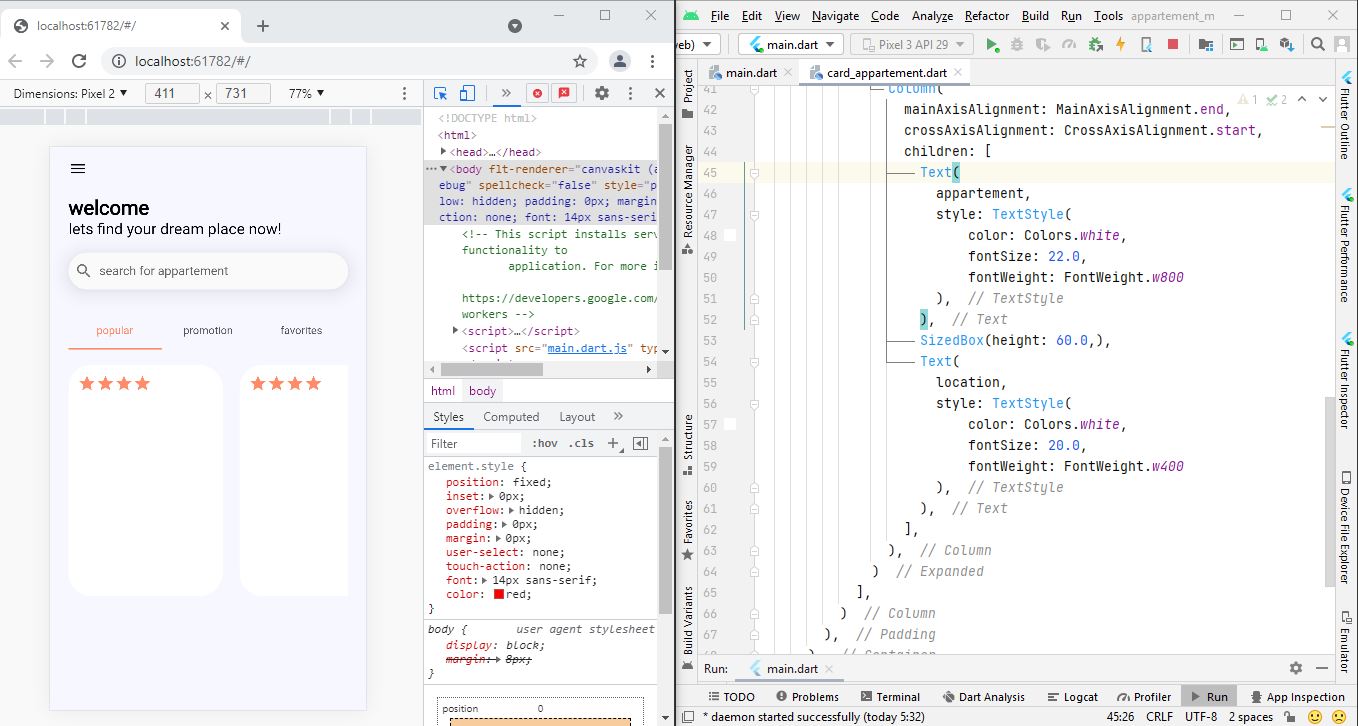 localhost:61782/#/
localhost:61782/#/
Dimensions: Pixel 2
411
×
731
77%
welcome
lets find your dream place now!
search for appartement
popular
promotion
favorites
<!DOCTYPE html>
<html>
<head>…</head>
<body flt-renderer="canvaskit (a
ebug" spellcheck="false" style="p
low: hidden; padding: 0px; margin
ction: none; font: 14px sans-serif
<!-- This script installs serv
functionality to
application. For more i
https://developers.google.com/
workers -->
<script>…</script>
<script src="main.dart.js" typ
html body
Styles Computed Layout
Filter :hov .cls
element.style {
position: fixed;
inset: 0px;
overflow: hidden;
padding: 0px;
margin: 0px;
user-select: none;
touch-action: none;
font: 14px sans-serif;
color: red;
}
body { user agent stylesheet
display: block;
margin: 8px;
}
position 0
File Edit View Navigate Code Analyze Refactor Build Run Tools appartement_m
veb) main.dart Pixel 3 API 29
main.dart card_appartement.dart
1 2
41 Column(
42 mainAxisAlignment: MainAxisAlignment.end,
43 crossAxisAlignment: CrossAxisAlignment.start,
44 children: [
45 Text(
46 appartement,
47 style: TextStyle(
48 color: Colors.white,
49 fontSize: 22.0,
50 fontWeight: FontWeight.w800
51 ), // TextStyle
52 ), // Text
53 SizedBox(height: 60.0,),
54 Text(
55 location,
56 style: TextStyle(
57 color: Colors.white,
58 fontSize: 20.0,
59 fontWeight: FontWeight.w400
60 ), // TextStyle
61 ), // Text
62 ],
63 ), // Column
64 ) // Expanded
65 ],
66 ) // Column
67 ), // Padding
68 ), // Container
Project
Resource Manager
Structure
Favorites
Build Variants
Flutter Outline
Flutter Performance
Flutter Inspector
Device File Explorer
Emulator
Run: main.dart
TODO Problems Terminal Dart Analysis Logcat Profiler Run App Inspection
* daemon started successfully (today 5:32) 45:26 CRLF UTF-8 2 spaces